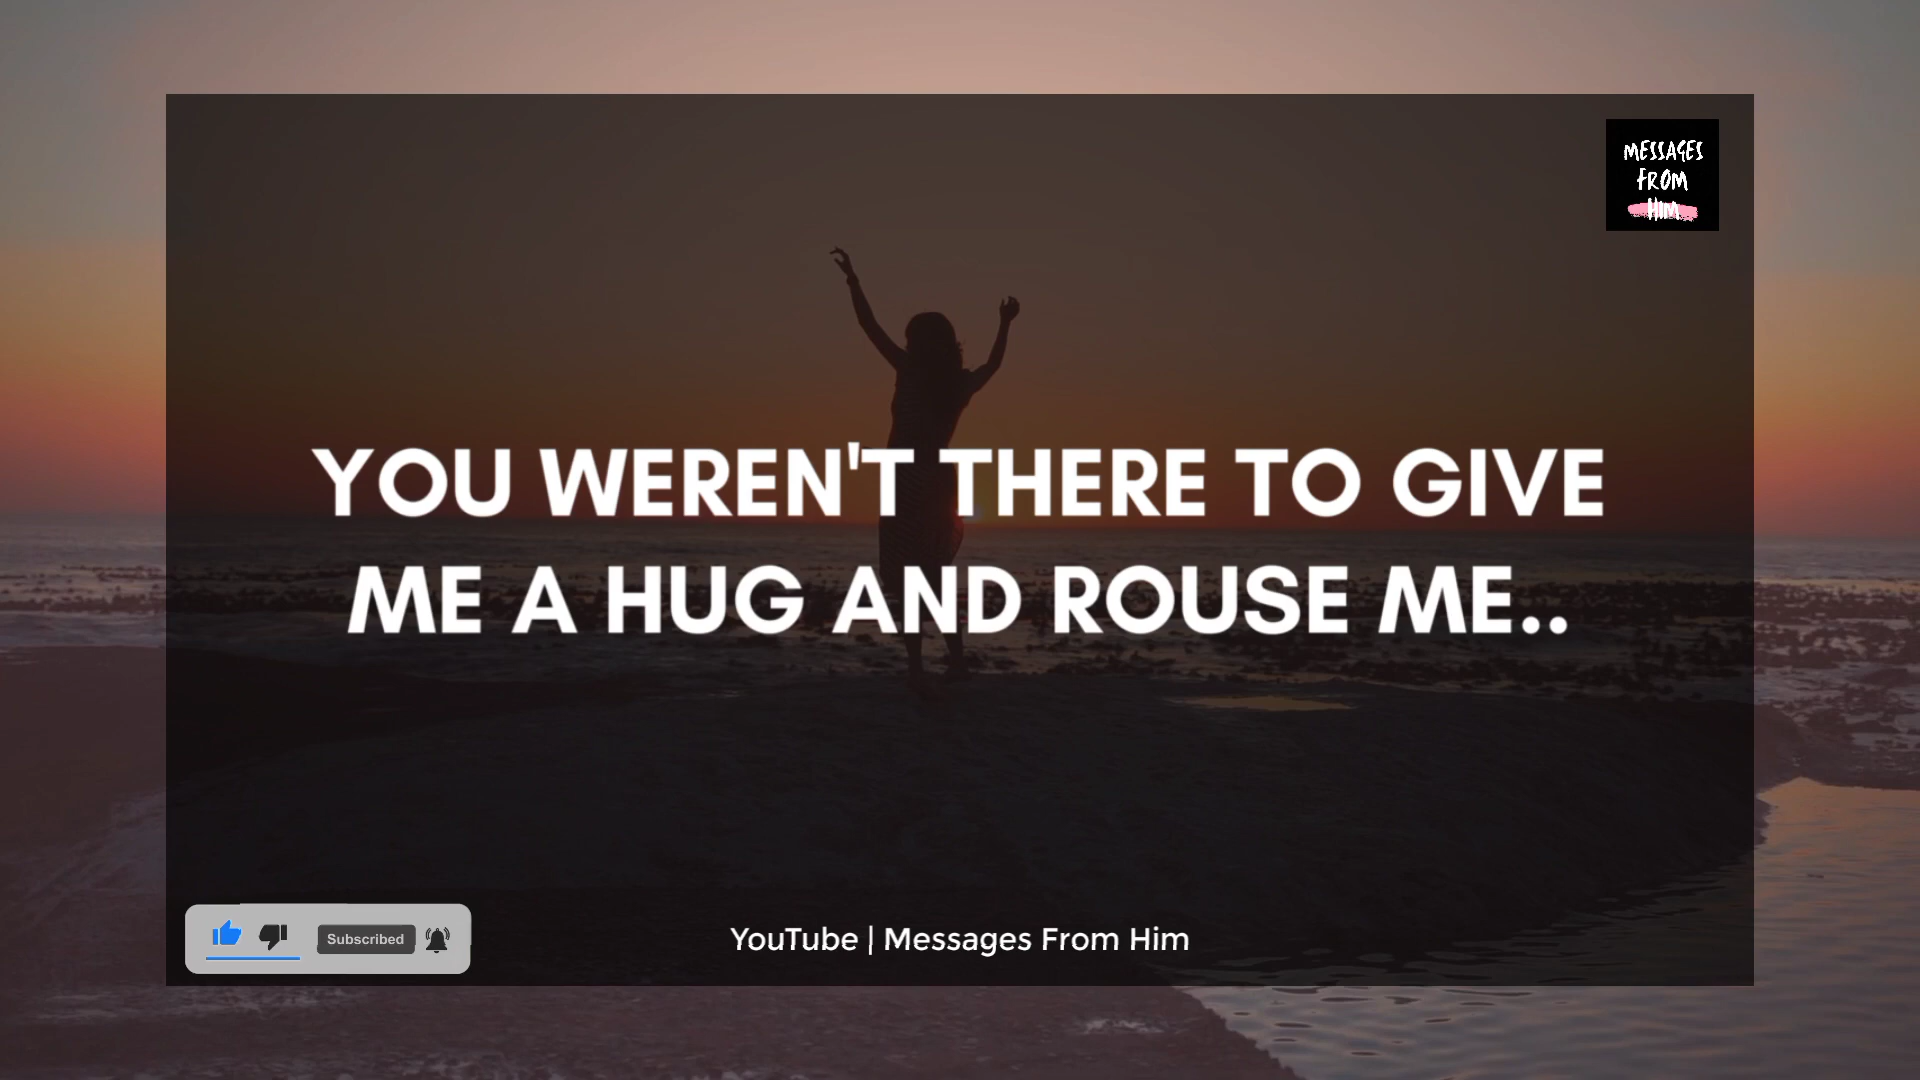 MESSAGES
FROM
HIM
YOU WEREN'T THERE TO GIVE
ME A HUG AND ROUSE ME..
Subscribed
YouTube | Messages From Him